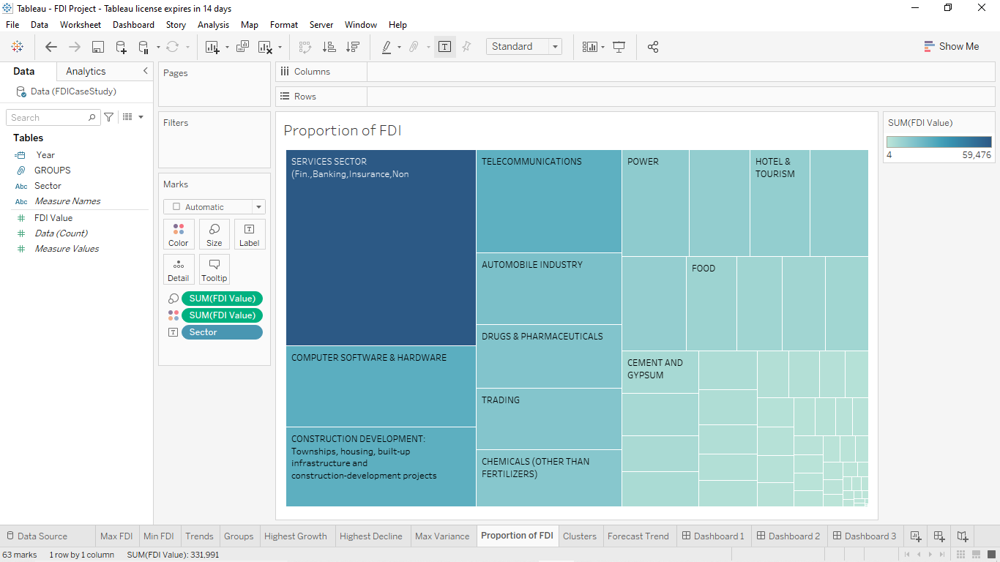 Tableau - FDI Project - Tableau license expires in 14 days
File Data Worksheet Dashboard Story Analysis Map Format Server Window Help
T Standard Show Me
Data Analytics
Data (FDICaseStudy)
Search
Tables
Year
GROUPS
Abc Sector
Abc Measure Names
FDI Value
Data (Count)
Measure Values
Pages
Filters
Marks
Automatic
Color Size Label
Detail Tooltip
SUM(FDI Value)
SUM(FDI Value)
Sector
Columns
Rows
Proportion of FDI
SERVICES SECTOR
(Fin.,Banking,Insurance,Non
COMPUTER SOFTWARE & HARDWARE
CONSTRUCTION DEVELOPMENT:
Townships, housing, built-up
infrastructure and
construction-development projects
TELECOMMUNICATIONS
AUTOMOBILE INDUSTRY
DRUGS & PHARMACEUTICALS
TRADING
CHEMICALS (OTHER THAN
FERTILIZERS)
POWER
HOTEL &
TOURISM
FOOD
CEMENT AND
GYPSUM
SUM(FDI Value)
4 59,476
Data Source Max FDI Min FDI Trends Groups Highest Growth Highest Decline Max Variance Proportion of FDI Clusters Forecast Trend Dashboard 1 Dashboard 2 Dashboard 3
63 marks 1 row by 1 column SUM(FDI Value): 331,991